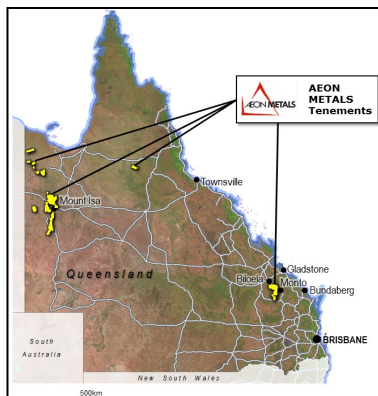 AEON METALS
AEON
METALS
Tenements
Townsville
Mount Isa
Queensland
Gladstone
Biloela
Monto
Bundaberg
BRISBANE
South
Australia
New South Wales
500km